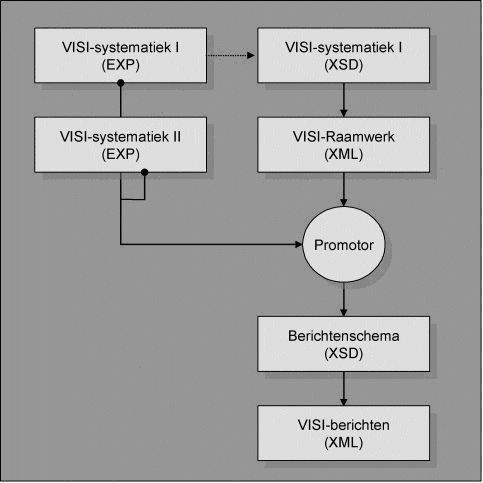 VISI-systematiek I
(EXP)
VISI-systematiek I
(XSD)
VISI-systematiek II
(EXP)
VISI-Raamwerk
(XML)
Promotor
Berichtenschema
(XSD)
VISI-berichten
(XML)